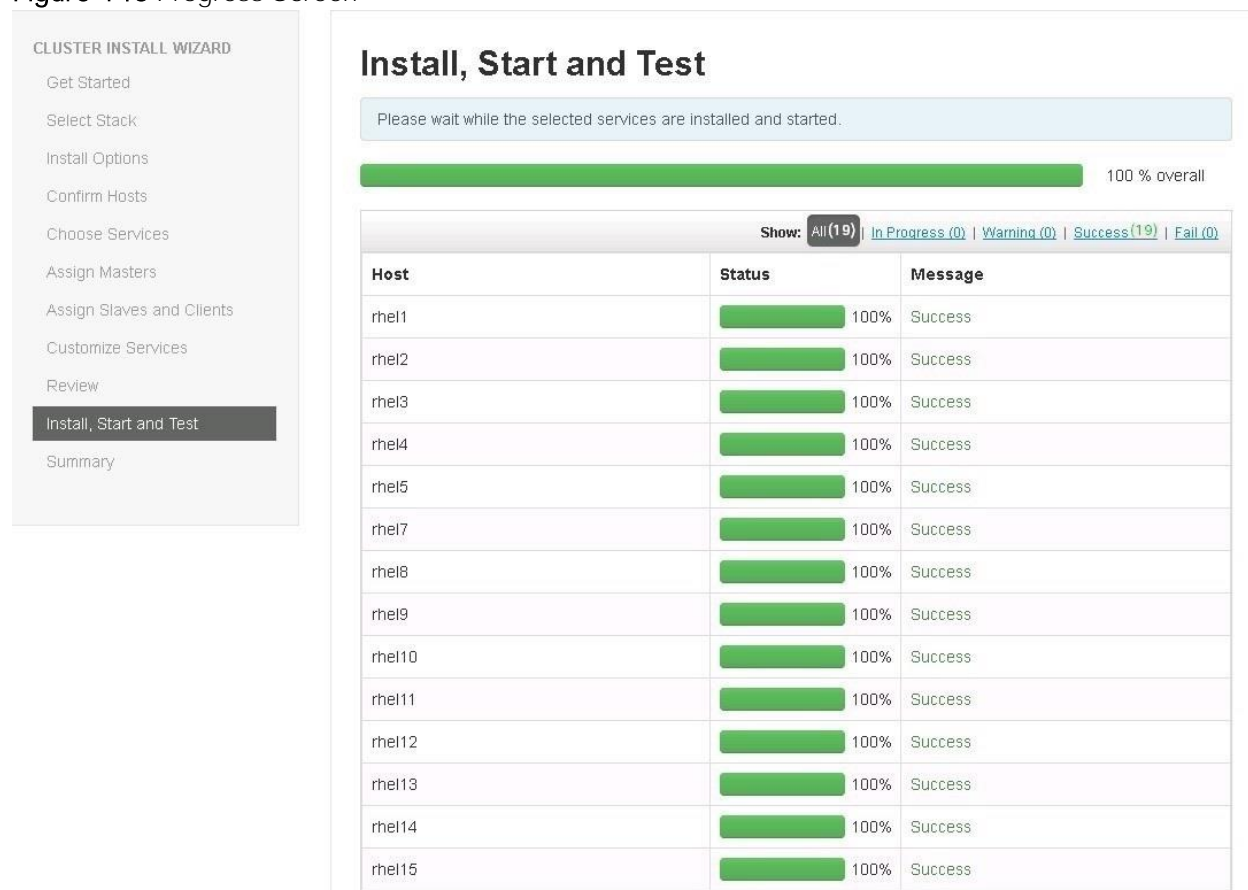 CLUSTER INSTALL WIZARD
Get Started
Select Stack
Install Options
Confirm Hosts
Choose Services
Assign Masters
Assign Slaves and Clients
Customize Services
Review
Install, Start and Test
Summary
Install, Start and Test
Please wait while the selected services are installed and started.
100 % overall
Show: All (19) | In Progress (0) | Warning (0) | Success (19) | Fail (0)
Host Status Message
rhel1 100% Success
rhel2 100% Success
rhel3 100% Success
rhel4 100% Success
rhel5 100% Success
rhel7 100% Success
rhel8 100% Success
rhel9 100% Success
rhel10 100% Success
rhel11 100% Success
rhel12 100% Success
rhel13 100% Success
rhel14 100% Success
rhel15 100% Success